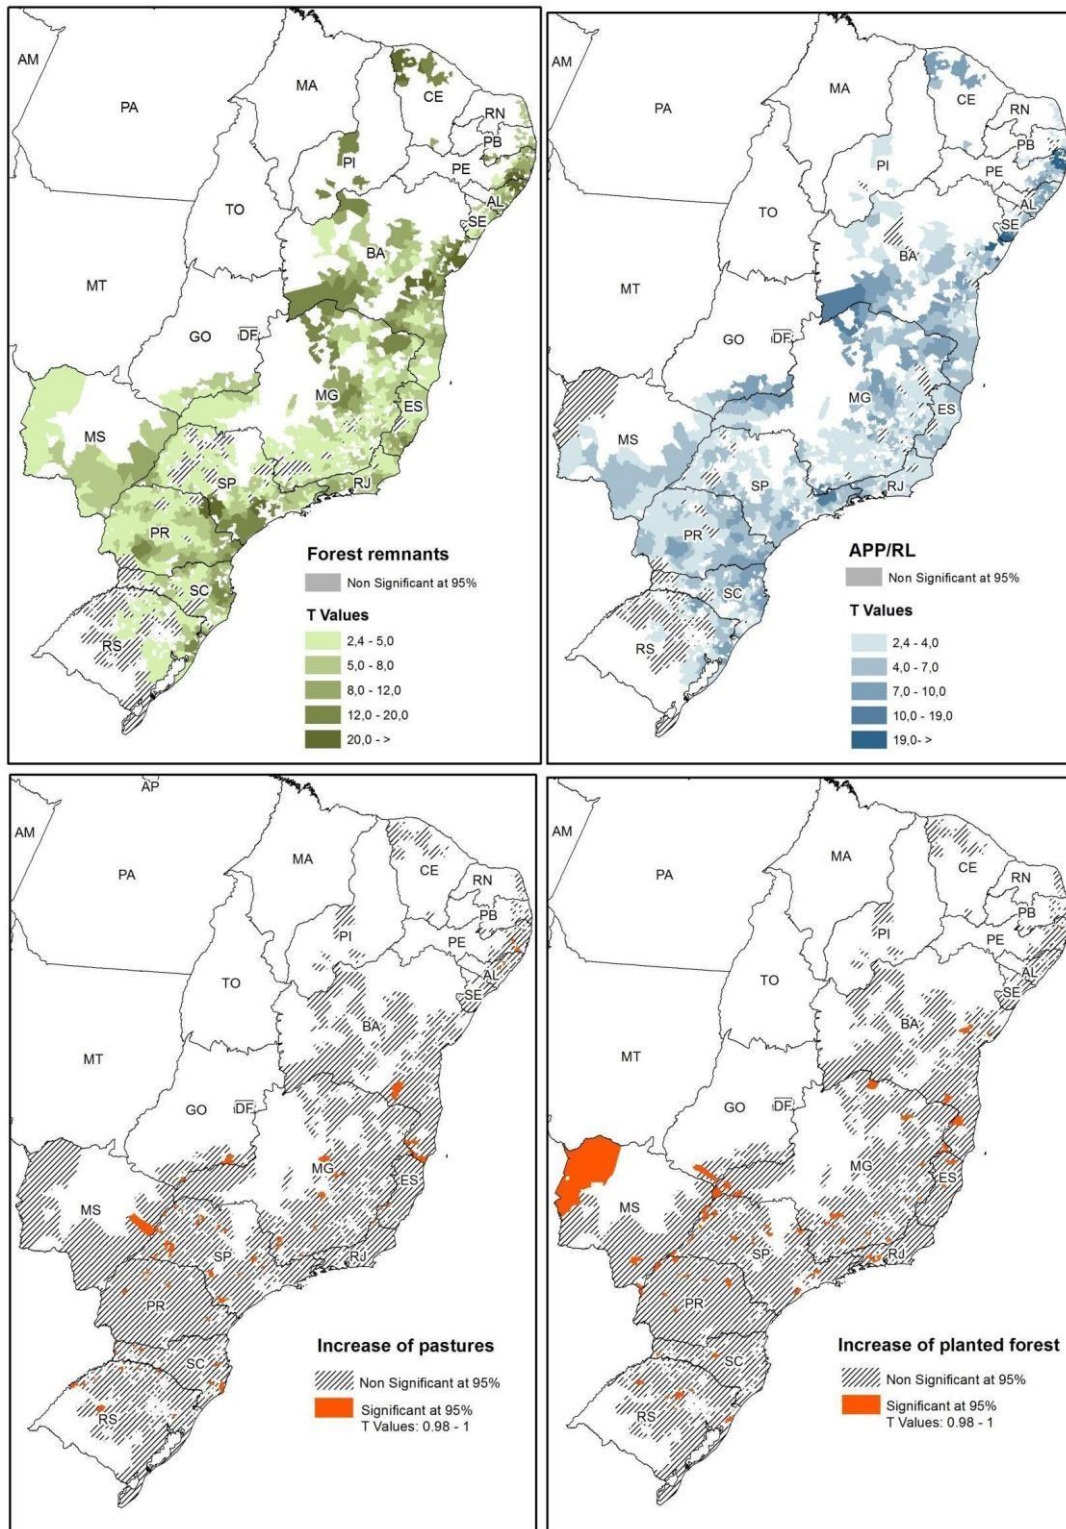 AM
PA
MA
CE
RN
PB
PI
PE
AL
SE
TO
BA
MT
GO
DF
MG
ES
MS
SP
RJ
PR
SC
RS
Forest remnants
Non Significant at 95%
T Values
2,4 - 5,0
5,0 - 8,0
8,0 - 12,0
12,0 - 20,0
20,0 - >
AM
PA
MA
CE
RN
PB
PI
PE
AL
SE
TO
BA
MT
GO
DF
MG
ES
MS
SP
RJ
PR
SC
RS
APP/RL
Non Significant at 95%
T Values
2,4 - 4,0
4,0 - 7,0
7,0 - 10,0
10,0 - 19,0
19,0- >
AP
AM
PA
MA
CE
RN
PB
PI
PE
AL
SE
TO
BA
MT
GO
DF
MG
ES
MS
SP
RJ
PR
SC
RS
Increase of pastures
Non Significant at 95%
Significant at 95%
T Values: 0.98 - 1
AM
PA
MA
CE
RN
PB
PI
PE
AL
SE
TO
BA
MT
GO
DF
MG
ES
MS
SP
RJ
PR
SC
RS
Increase of planted forest
Non Significant at 95%
Significant at 95%
T Values: 0.98 - 1